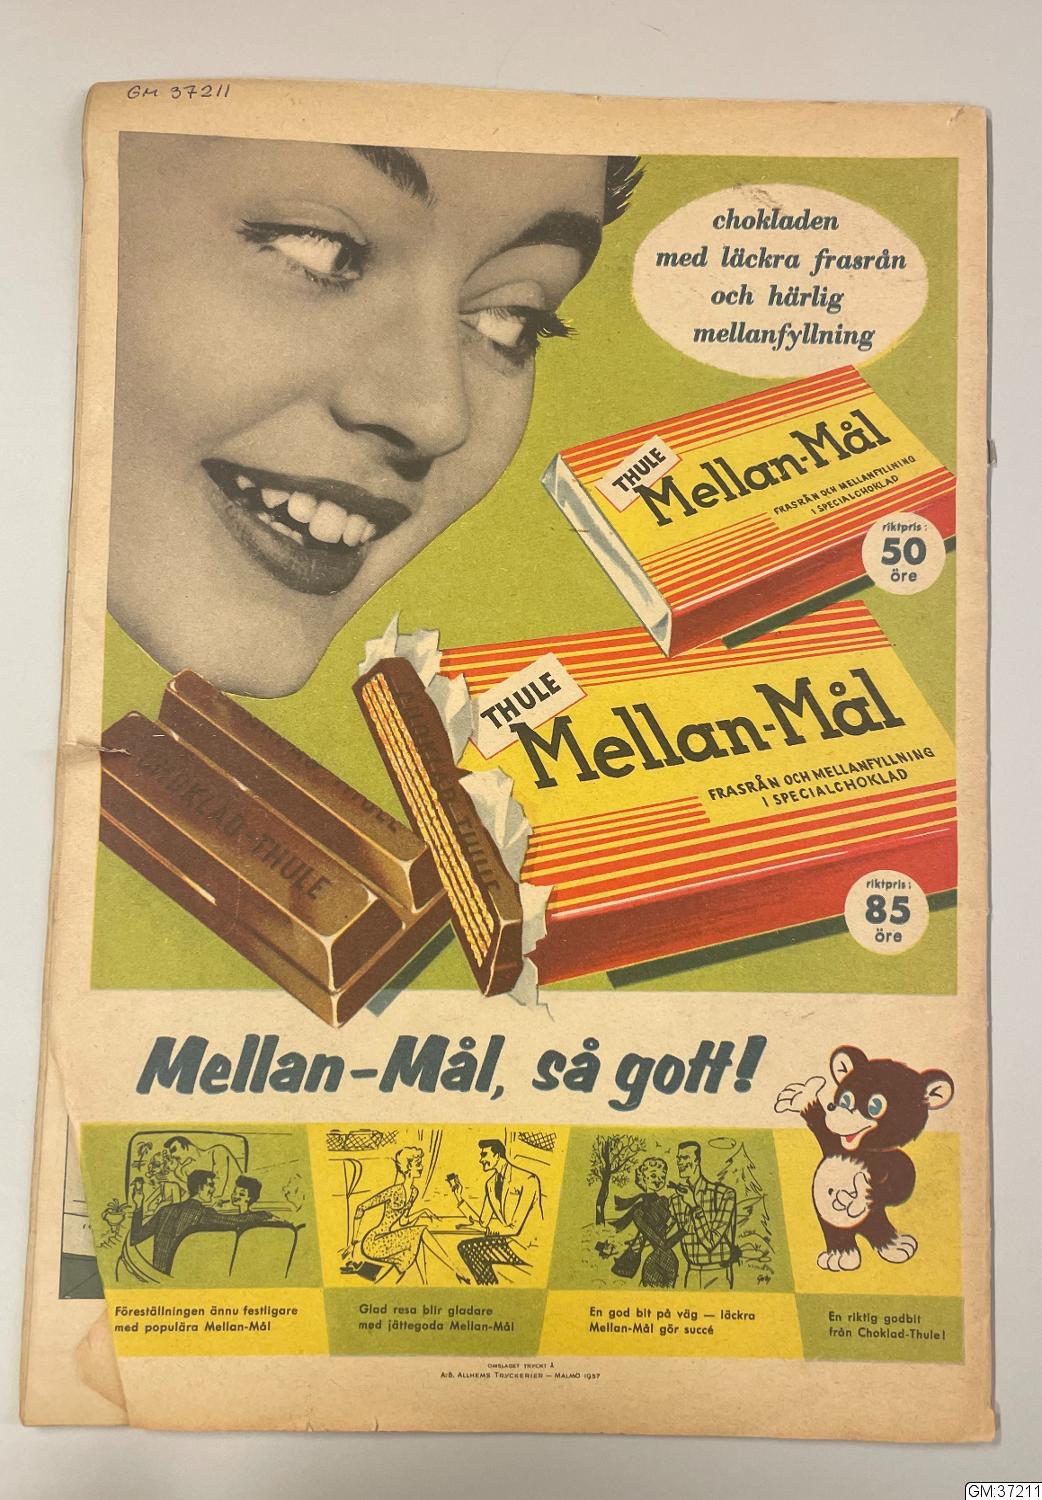 GM 37211
chokladen
med läckra frasrån
och härlig
mellanfyllning
THULE
Mellan-Mål
FRASRÅN OCH MELLANFYLLNING
I SPECIALCHOKLAD
riktpris:
50
öre
THULE
Mellan-Mål
FRASRÅN OCH MELLANFYLLNING
I SPECIALCHOKLAD
riktpris:
85
öre
CHOKLAD-THULE
CHOKLAD-THULE
Mellan-Mål, så gott!
Föreställningen ännu festligare
med populära Mellan-Mål
Glad resa blir gladare
med jättegoda Mellan-Mål
En god bit på väg — läckra
Mellan-Mål gör succé
En riktig godbit
från Choklad-Thule!
OMSLAGET TRYCKT Å
A.-B. ALLHEMS TRYCKERIER — MALMÖ 1957
GM:37211